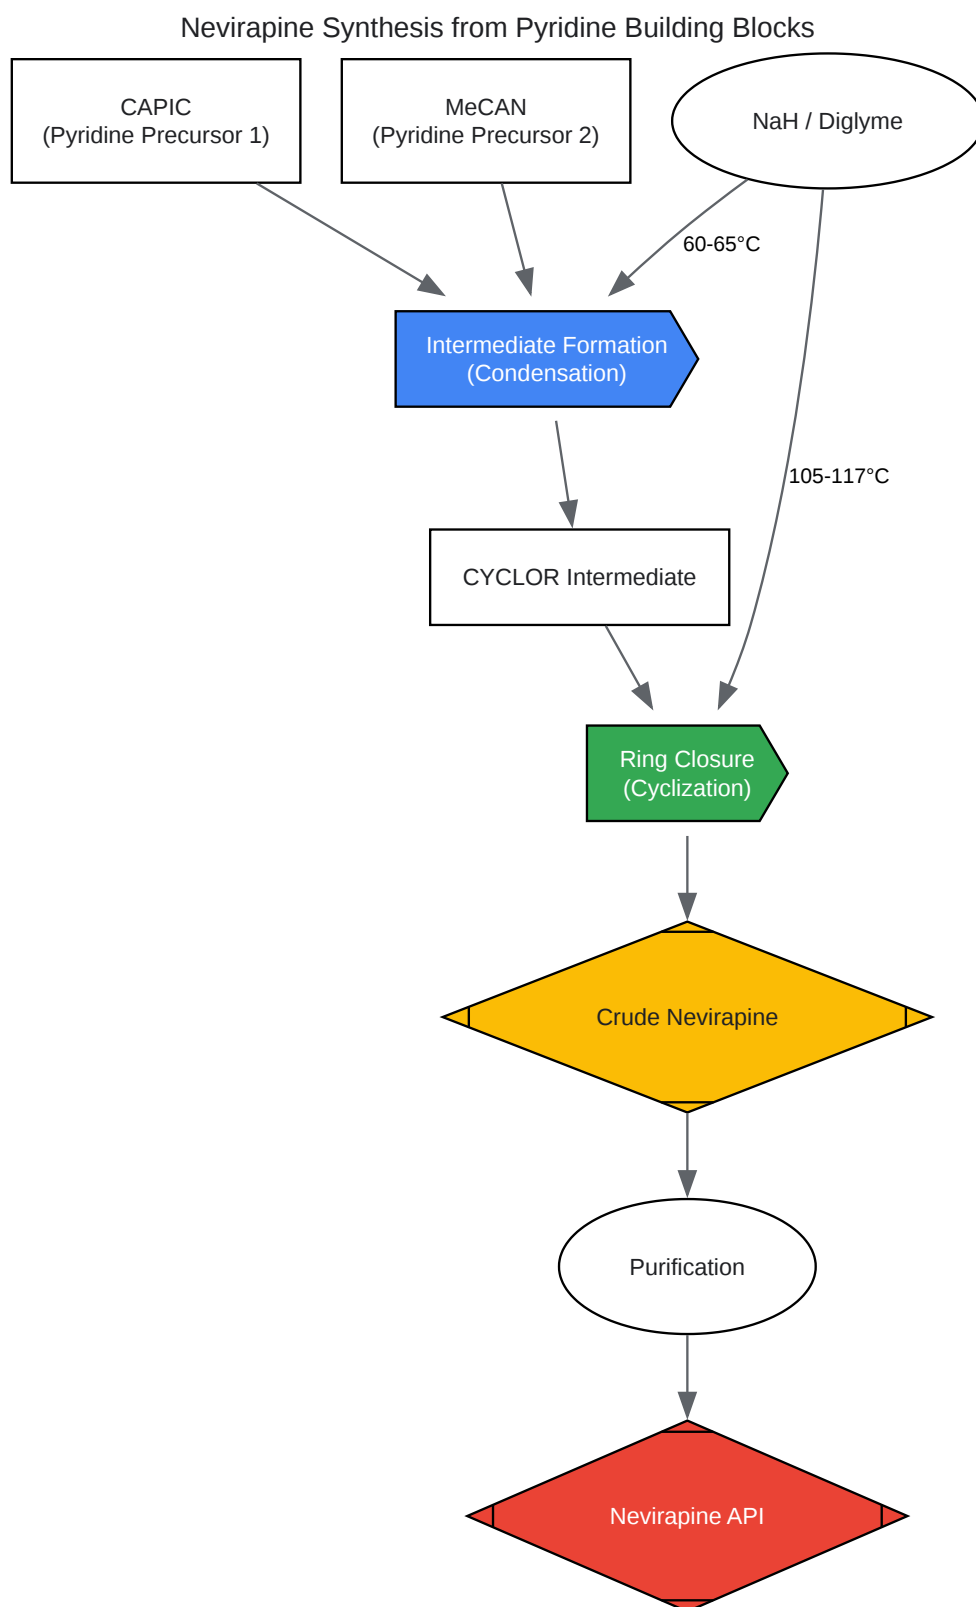 Nevirapine Synthesis from Pyridine Building Blocks
CAPIC
(Pyridine Precursor 1)
MeCAN
(Pyridine Precursor 2)
NaH / Diglyme
60-65°C
Intermediate Formation
(Condensation)
105-117°C
CYCLOR Intermediate
Ring Closure
(Cyclization)
Crude Nevirapine
Purification
Nevirapine API